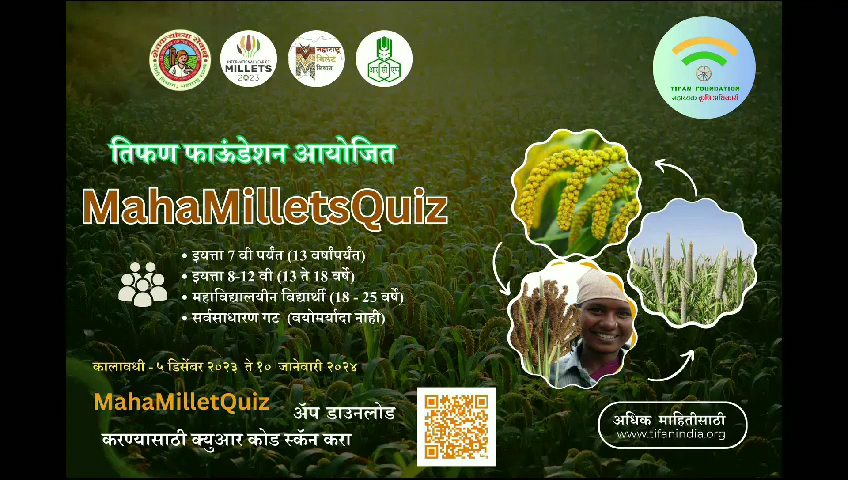 MILLETS
2023
महाराष्ट्र
मिलेट
मिशन
TIFAN FOUNDATION
तिफण फाऊंडेशन आयोजित
MahaMilletsQuiz
• इयत्ता 7 वी पर्यंत (13 वर्षांपर्यंत)
• इयत्ता 8-12 वी (13 ते 18 वर्षे)
• महाविद्यालयीन विद्यार्थी (18 - 25 वर्षे)
• सर्वसाधारण गट (वयोमर्यादा नाही)
कालावधी - ५ डिसेंबर २०२३ ते १० जानेवारी २०२४
MahaMilletQuiz ॲप डाउनलोड
करण्यासाठी क्युआर कोड स्कॅन करा
अधिक माहितीसाठी
www.tifanindia.org